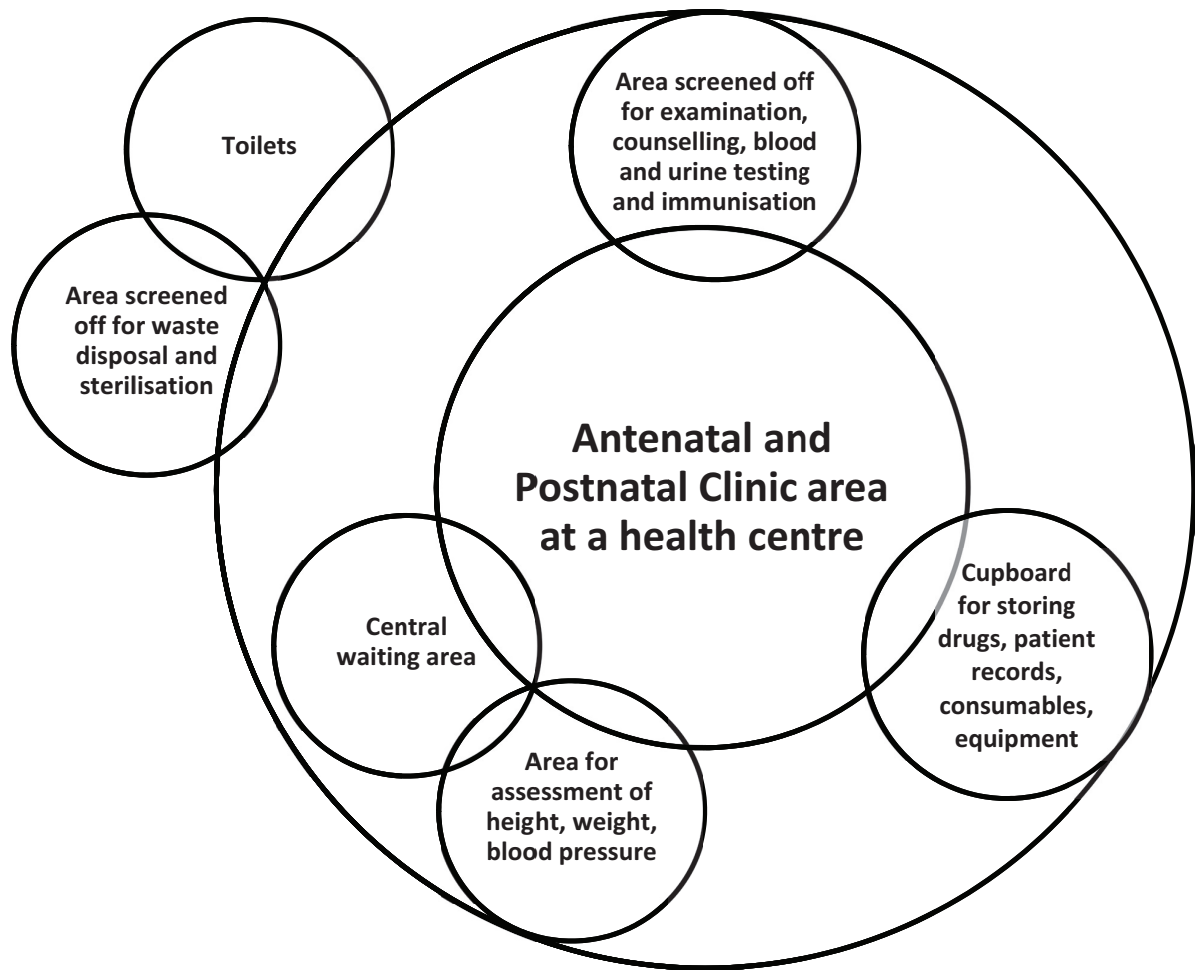 Toilets
Area screened off
for examination,
counselling, blood
and urine testing
and immunisation
Area screened
off for waste
disposal and
sterilisation
Antenatal and
Postnatal Clinic area
at a health centre
Central
waiting area
Cupboard
for storing
drugs, patient
records,
consumables,
equipment
Area for
assessment of
height, weight,
blood pressure